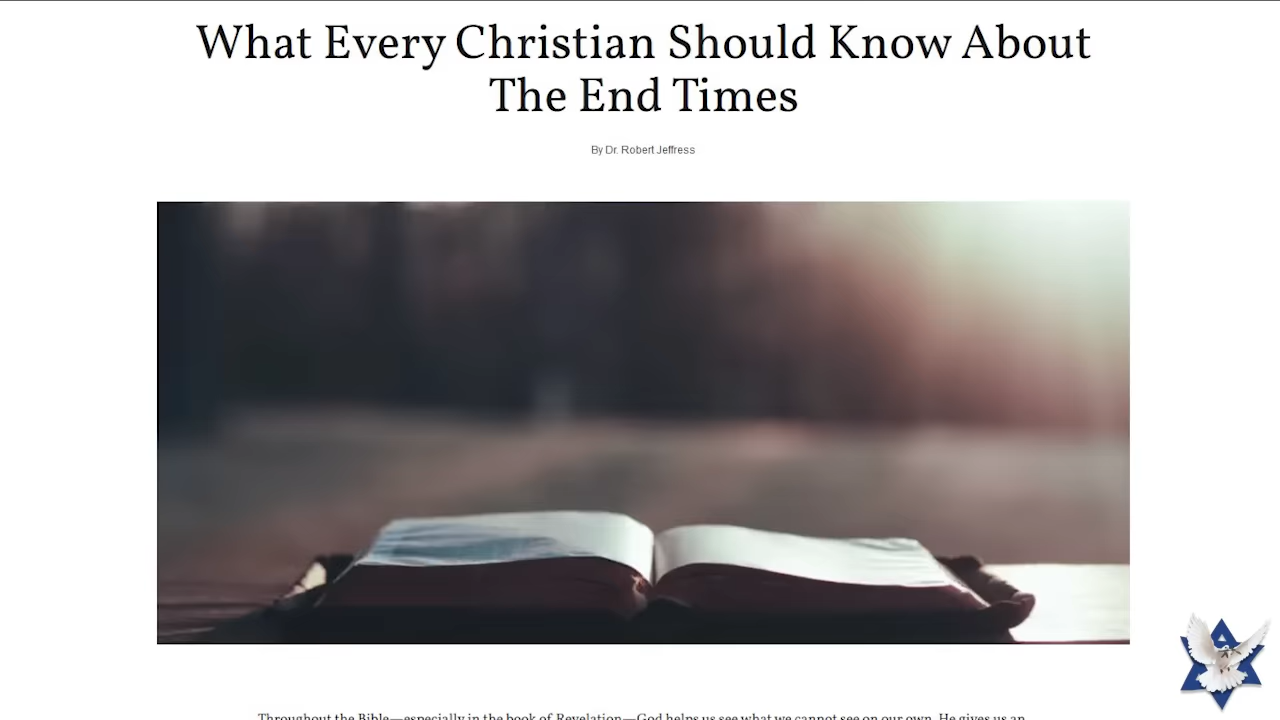 What Every Christian Should Know About
The End Times
By Dr. Robert Jeffress
Throughout the Bible—especially in the book of Revelation—God helps us see what we cannot see on our own. He gives us an